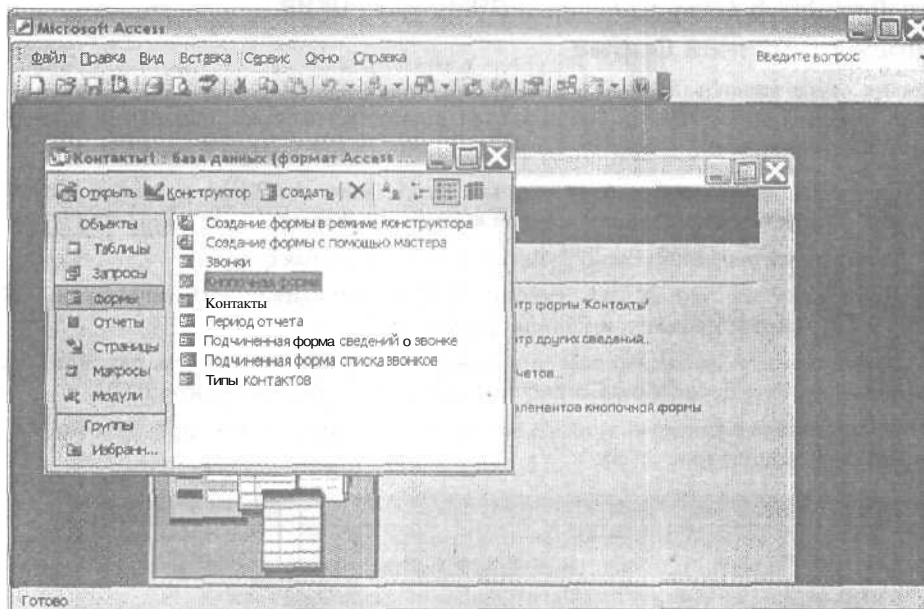 Microsoft Access
Файл Правка Вид Вставка Сервис Окно Справка
Введите вопрос
Контакты1 : база данных (формат Access ...
Открыть Конструктор Создать
Объекты
Таблицы
Запросы
Формы
Отчеты
Страницы
Макросы
Модули
Группы
Избранн...
Создание формы в режиме конструктора
Создание формы с помощью мастера
Звонки
Кнопочная форма
Контакты
Период отчета
Подчиненная форма сведений о звонке
Подчиненная форма списка звонков
Типы контактов
тр формы "Контакты"
тр других сведений...
четов...
элементов кнопочной формы
Готово